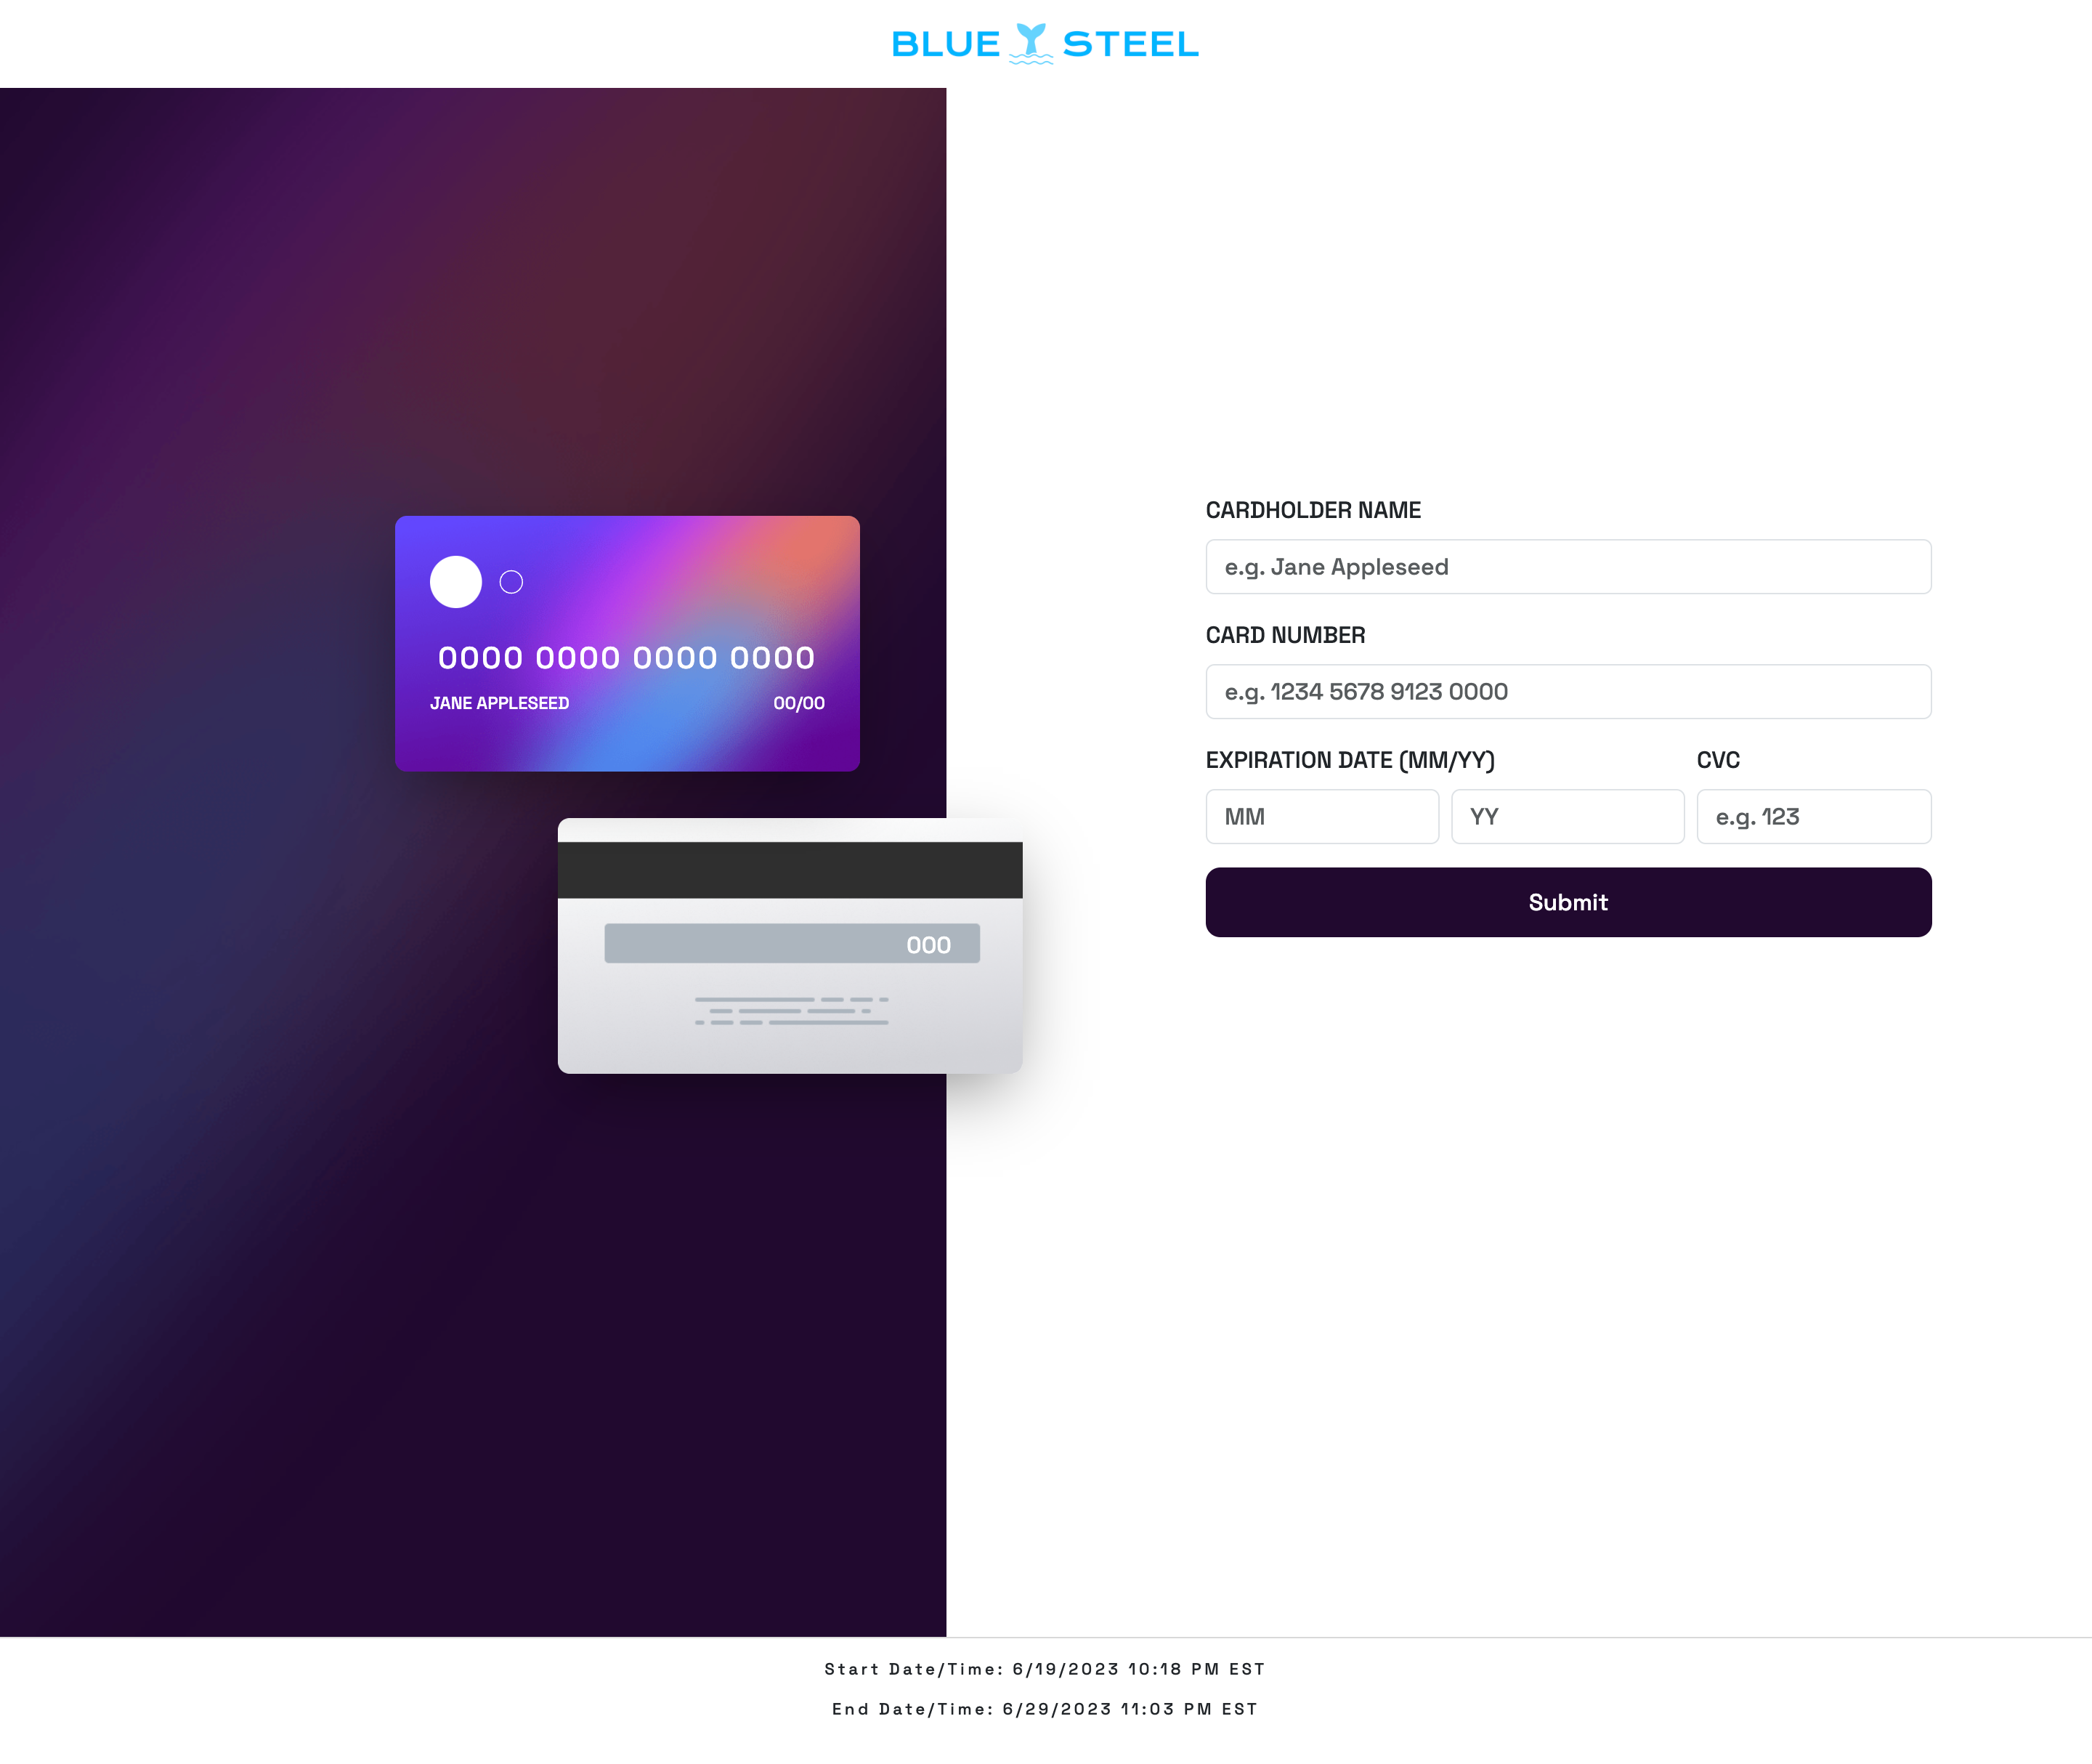 BLUE STEEL
0000 0000 0000 0000
JANE APPLESEED 00/00
000
CARDHOLDER NAME
e.g. Jane Appleseed
CARD NUMBER
e.g. 1234 5678 9123 0000
EXPIRATION DATE (MM/YY) CVC
MM YY e.g. 123
Submit
Start Date/Time: 6/19/2023 10:18 PM EST
End Date/Time: 6/29/2023 11:03 PM EST